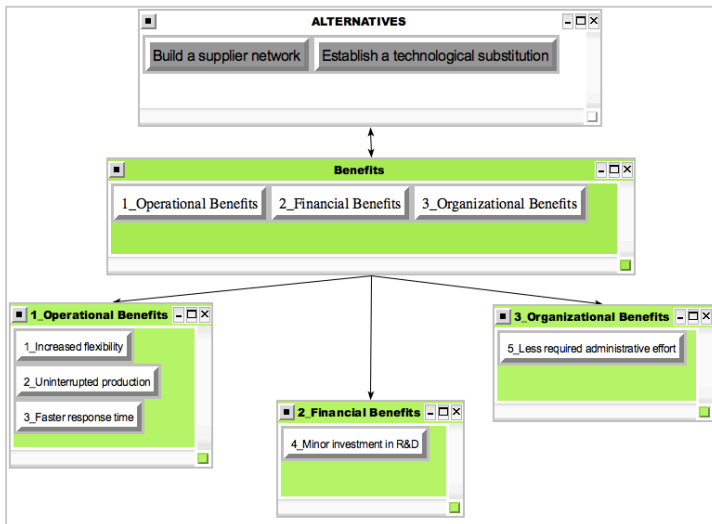 ALTERNATIVES
Build a supplier network
Establish a technological substitution
Benefits
1_Operational Benefits
2_Financial Benefits
3_Organizational Benefits
1_Operational Benefits
1_Increased flexibility
2_Uninterrupted production
3_Faster response time
2_Financial Benefits
4_Minor investment in R&D
3_Organizational Benefits
5_Less required administrative effort